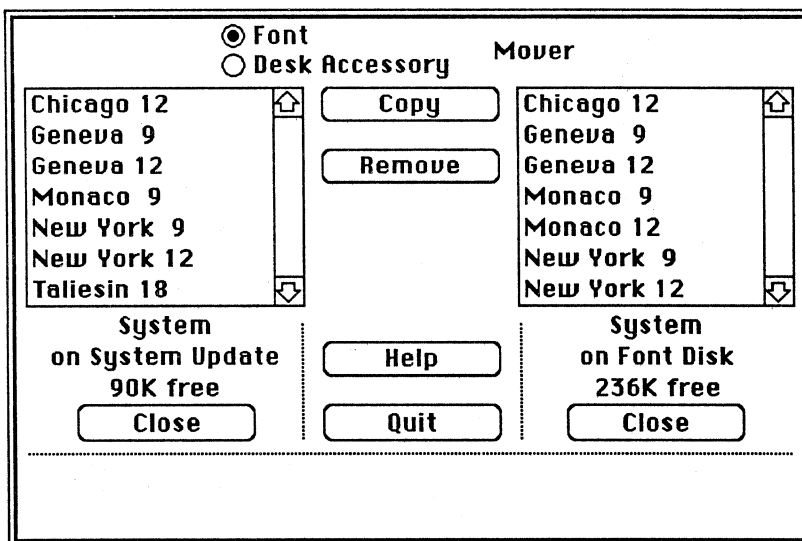 Font
Desk Accessory
Mover
Chicago 12
Geneva  9
Geneva 12
Monaco  9
New York  9
New York 12
Taliesin 18
Copy
Remove
Chicago 12
Geneva  9
Geneva 12
Monaco  9
Monaco 12
New York  9
New York 12
System
on System Update
90K free
Close
Help
Quit
System
on Font Disk
236K free
Close